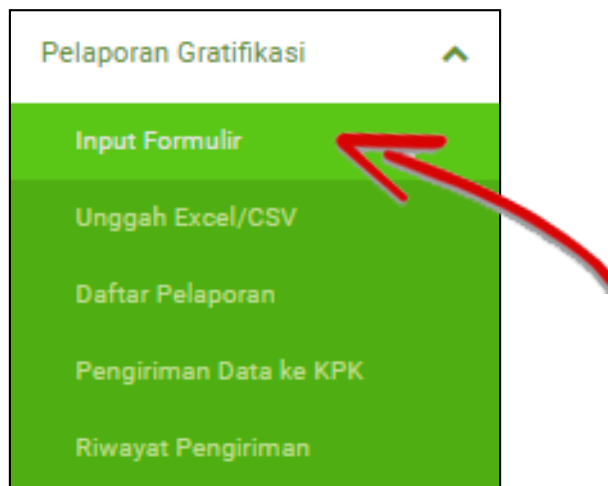 Pelaporan Gratifikasi
Input Formulir
Unggah Excel/CSV
Daftar Pelaporan
Pengiriman Data ke KPK
Riwayat Pengiriman